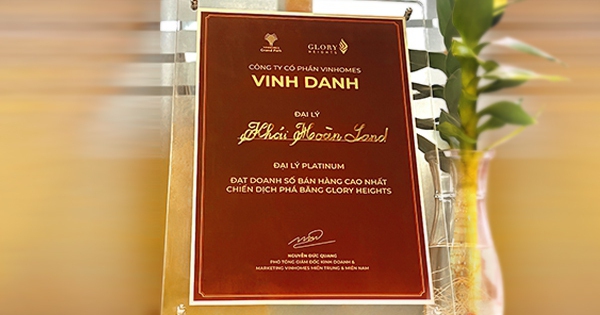 Grand Park
GLORY
HEIGHTS
CÔNG TY CỔ PHẦN VINHOMES
VINH DANH
ĐẠI LÝ
Khải Hoàn Land
ĐẠI LÝ PLATINUM
ĐẠT DOANH SỐ BÁN HÀNG CAO NHẤT
CHIẾN DỊCH PHÁ BĂNG GLORY HEIGHTS
NGUYỄN ĐỨC QUANG
PHÓ TỔNG GIÁM ĐỐC KINH DOANH &
MARKETING VINHOMES MIỀN TRUNG & MIỀN NAM